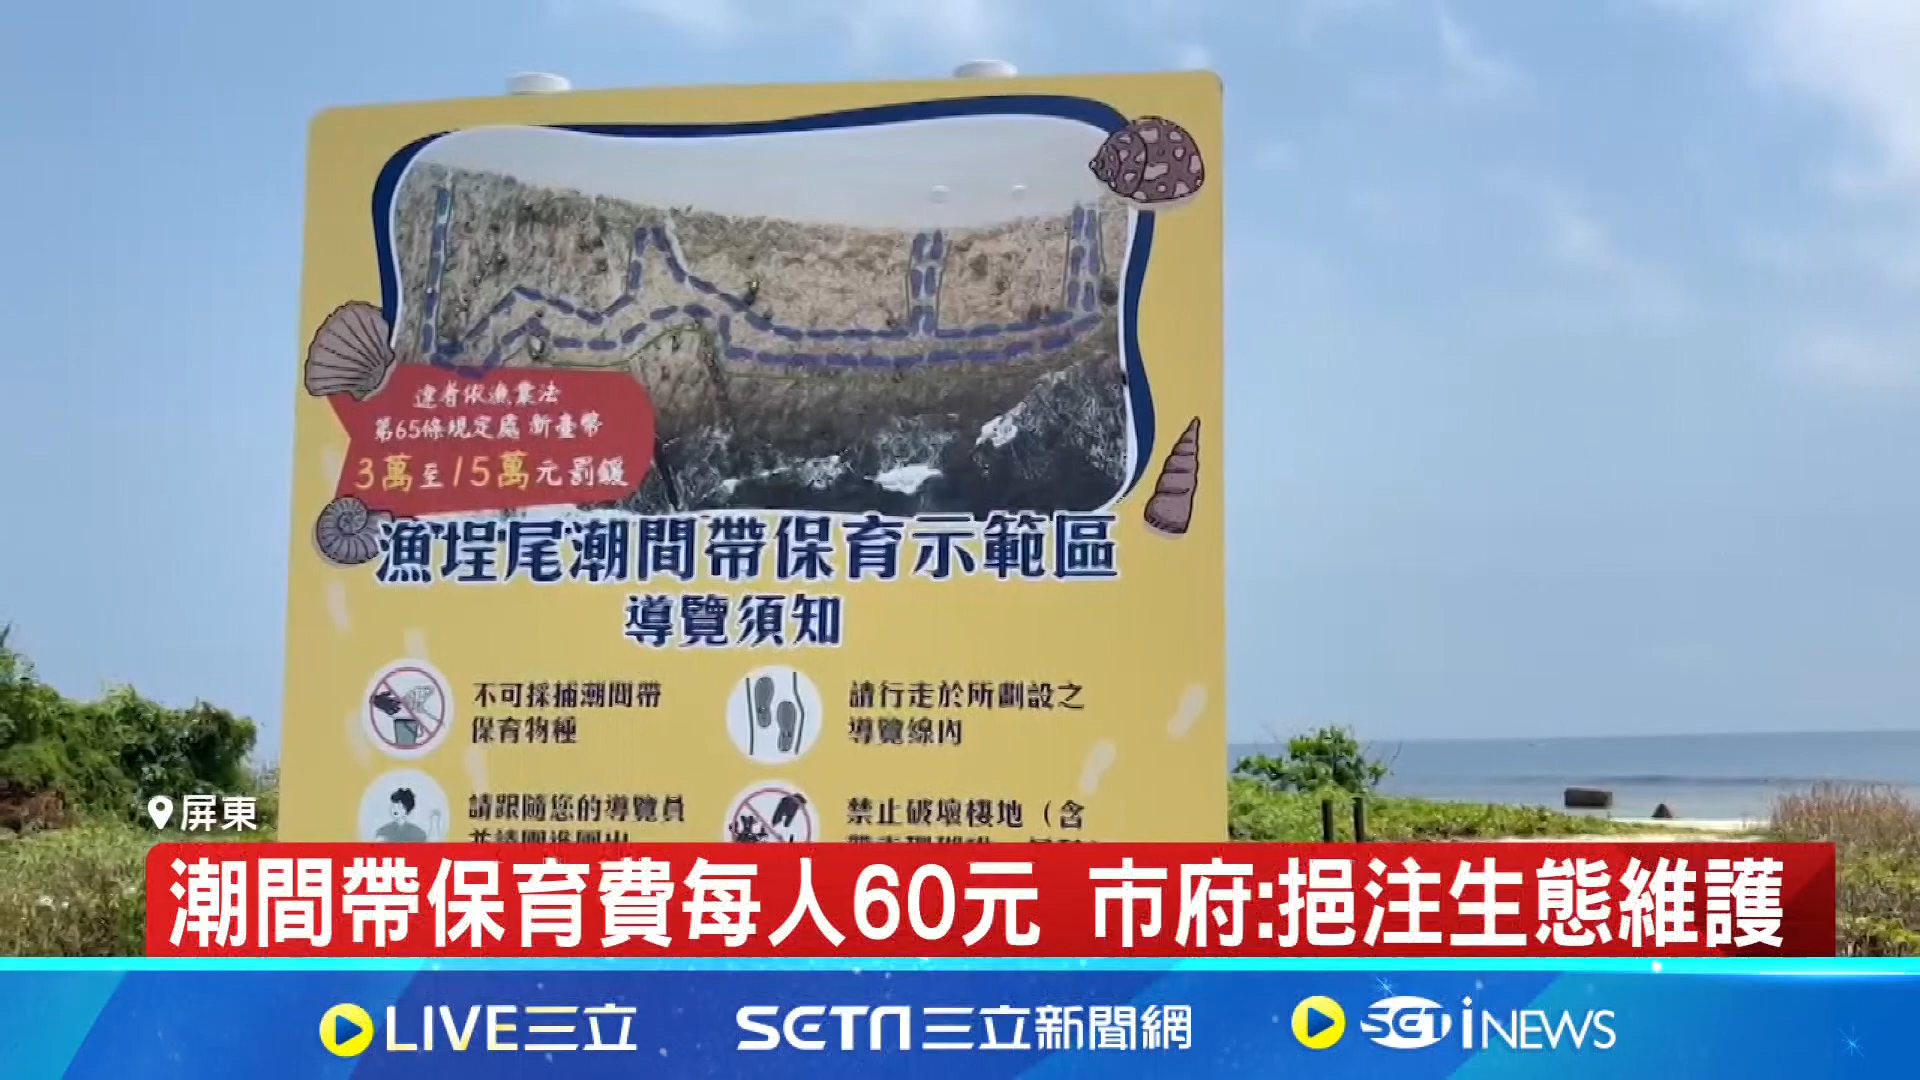 違者依漁業法
第65條規定處 新臺幣
3萬至15萬元罰鍰
漁埕尾潮間帶保育示範區
導覽須知
不可採捕潮間帶
保育物種
請行走於所劃設之
導覽線內
請跟隨您的導覽員
禁止破壞棲地（含
屏東
潮間帶保育費每人60元 市府:挹注生態維護
LIVE三立
SETN三立新聞網
SET iNEWS